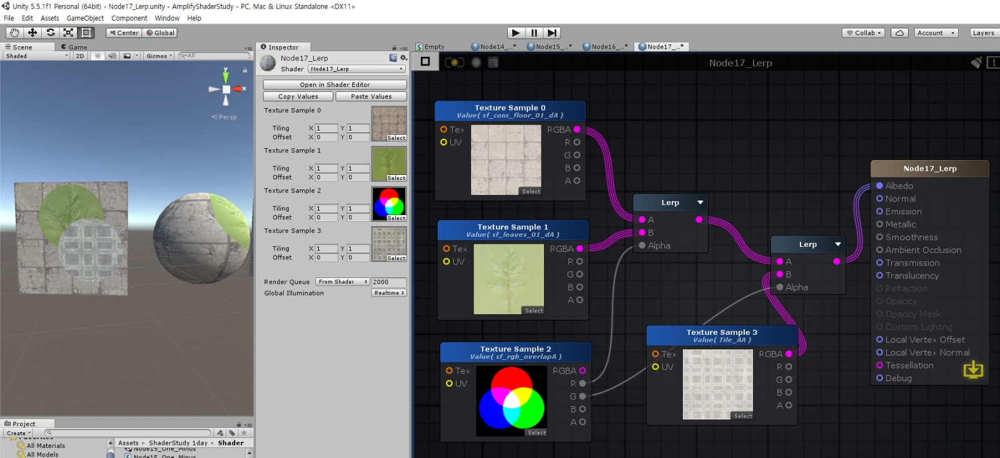 Unity 5.5.1f1 Personal (64bit) - Node17_Lerp.unity - AmplifyShaderStudy - PC, Mac & Linux Standalone <DX11>
File Edit Assets GameObject Component Window Help
Center Global
Collab Account Layers
Scene Game
Shaded 2D Gizmos All
y
x
Persp
Inspector
Node17_Lerp
Shader Node17_Lerp
Open in Shader Editor
Copy Values Paste Values
Texture Sample 0
Tiling X 1 Y 1
Offset X 0 Y 0
Select
Texture Sample 1
Tiling X 1 Y 1
Offset X 0 Y 0
Select
Texture Sample 2
Tiling X 1 Y 1
Offset X 0 Y 0
Select
Texture Sample 3
Tiling X 1 Y 1
Offset X 0 Y 0
Select
Render Queue From Shader 2000
Global Illumination Realtime
Empty Node14_..* Node15_..* Node16_..* Node17_..*
Node17_Lerp
Texture Sample 0
Value( sf_conc_floor_01_dA )
Tex RGBA
UV R
G
B
A
Select
Texture Sample 1
Value( sf_leaves_01_dA )
Tex RGBA
UV R
G
B
A
Select
Texture Sample 2
Value( sf_rgb_overlapA )
Tex RGBA
UV R
G
B
A
Select
Lerp
A
B
Alpha
Lerp
A
B
Alpha
Texture Sample 3
Value( Tile_AA )
Tex RGBA
UV R
G
B
A
Select
Node17_Lerp
Albedo
Normal
Emission
Metallic
Smoothness
Ambient Occlusion
Transmission
Translucency
Refraction
Opacity
Opacity Mask
Custom Lighting
Local Vertex Offset
Local Vertex Normal
Tessellation
Debug
Project
Create
Favorites
All Materials
All Models
Assets ShaderStudy 1day Shader
Node15_One_Minus
Node15_One_Minus